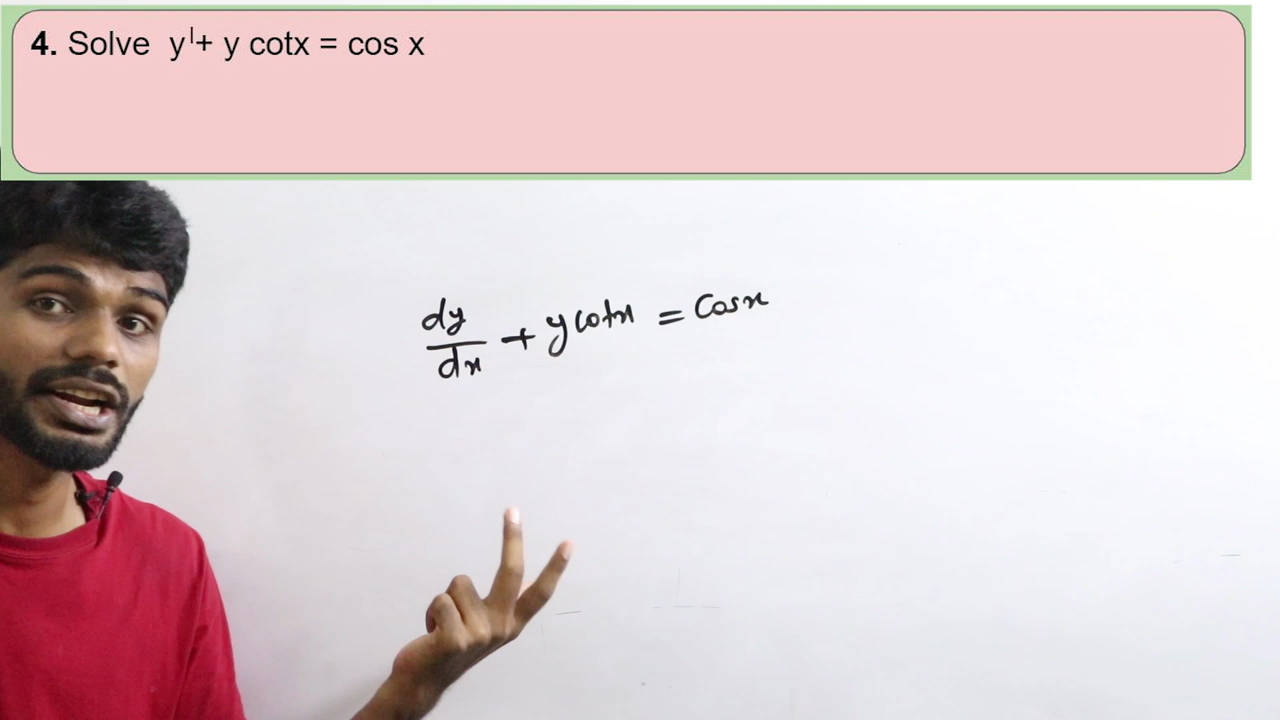 4. Solve y|+ y cotx = cos x
dy/dx + y cotx = Cosx